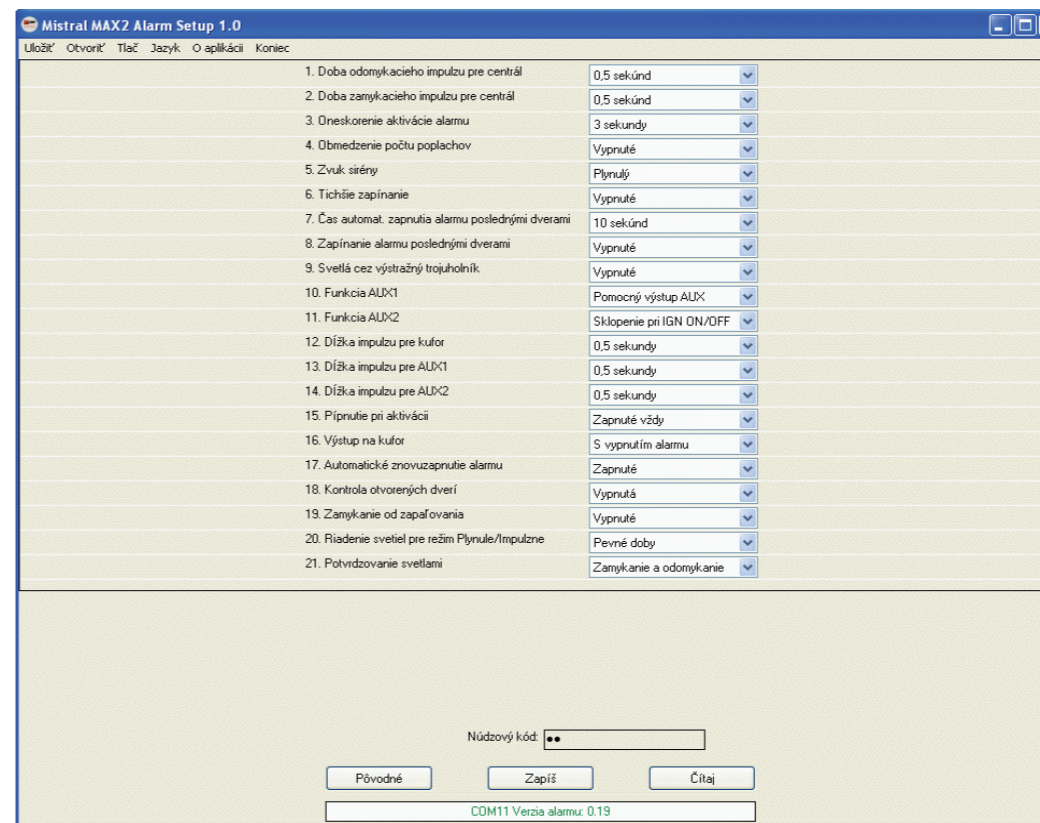 Mistral MAX2 Alarm Setup 1.0
Uložiť Otvoriť Tlač Jazyk O aplikácii Koniec
1. Doba odomykacieho impulzu pre centrál 0,5 sekúnd
2. Doba zamykacieho impulzu pre centrál 0,5 sekúnd
3. Oneskorenie aktivácie alarmu 3 sekundy
4. Obmedzenie počtu poplachov Vypnuté
5. Zvuk sirény Plynulý
6. Tichšie zapínanie Vypnuté
7. Čas automat. zapnutia alarmu poslednými dverami 10 sekúnd
8. Zapínanie alarmu poslednými dverami Vypnuté
9. Svetlá cez výstražný trojuholník Vypnuté
10. Funkcia AUX1 Pomocný výstup AUX
11. Funkcia AUX2 Sklopenie pri IGN ON/OFF
12. Dĺžka impulzu pre kufor 0,5 sekundy
13. Dĺžka impulzu pre AUX1 0,5 sekundy
14. Dĺžka impulzu pre AUX2 0,5 sekundy
15. Pípnutie pri aktivácii Zapnuté vždy
16. Výstup na kufor S vypnutím alarmu
17. Automatické znovuzapnutie alarmu Zapnuté
18. Kontrola otvorených dverí Vypnutá
19. Zamykanie od zapaľovania Vypnuté
20. Riadenie svetiel pre režim Plynule/Impulzne Pevné doby
21. Potvrdzovanie svetlami Zamykanie a odomykanie
Núdzový kód: ●●
Pôvodné Zapíš Čítaj
COM11 Verzia alarmu: 0.19